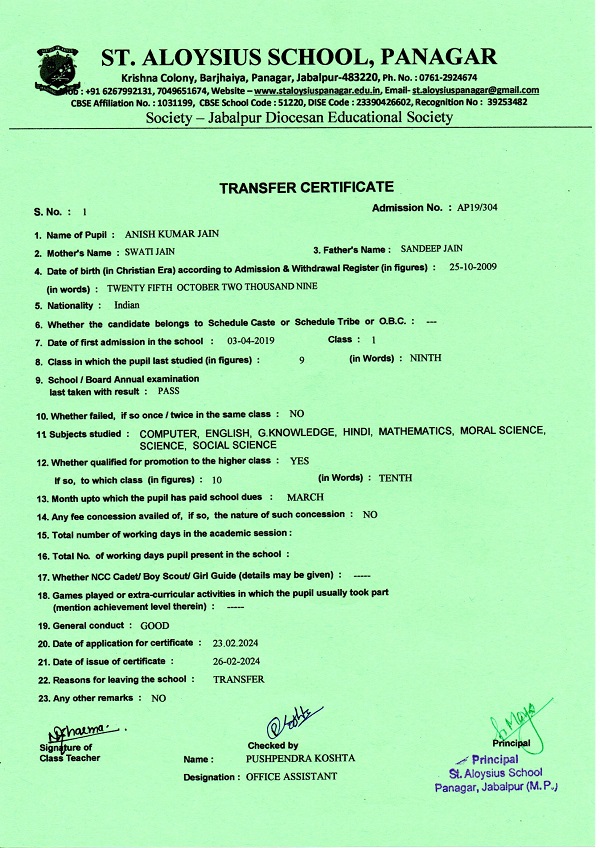 ST. ALOYSIUS SCHOOL, PANAGAR
Krishna Colony, Barjhaiya, Panagar, Jabalpur-483220, Ph. No. : 0761-2924674
: +91 6267992131, 7049651674, Website – www.staloysiuspanagar.edu.in, Email- st.aloysiuspanagar@gmail.com
CBSE Affiliation No. : 1031199, CBSE School Code : 51220, DISE Code : 23390426602, Recognition No : 39253482
Society – Jabalpur Diocesan Educational Society
TRANSFER CERTIFICATE
S. No. : 1 Admission No. : AP19/304
1. Name of Pupil : ANISH KUMAR JAIN
2. Mother's Name : SWATI JAIN 3. Father's Name : SANDEEP JAIN
4. Date of birth (in Christian Era) according to Admission & Withdrawal Register (in figures) : 25-10-2009
(in words) : TWENTY FIFTH OCTOBER TWO THOUSAND NINE
5. Nationality : Indian
6. Whether the candidate belongs to Schedule Caste or Schedule Tribe or O.B.C. : ---
7. Date of first admission in the school : 03-04-2019 Class : 1
8. Class in which the pupil last studied (in figures) : 9 (in Words) : NINTH
9. School / Board Annual examination
last taken with result : PASS
10. Whether failed, if so once / twice in the same class : NO
11 Subjects studied : COMPUTER, ENGLISH, G.KNOWLEDGE, HINDI, MATHEMATICS, MORAL SCIENCE,
SCIENCE, SOCIAL SCIENCE
12. Whether qualified for promotion to the higher class : YES
If so, to which class (in figures) : 10 (in Words) : TENTH
13. Month upto which the pupil has paid school dues : MARCH
14. Any fee concession availed of, if so, the nature of such concession : NO
15. Total number of working days in the academic session :
16. Total No. of working days pupil present in the school :
17. Whether NCC Cadet/ Boy Scout/ Girl Guide (details may be given) : -----
18. Games played or extra-curricular activities in which the pupil usually took part
(mention achievement level therein) : -----
19. General conduct : GOOD
20. Date of application for certificate : 23.02.2024
21. Date of issue of certificate : 26-02-2024
22. Reasons for leaving the school : TRANSFER
23. Any other remarks : NO
Signature of
Class Teacher
Checked by
Name : PUSHPENDRA KOSHTA
Designation : OFFICE ASSISTANT
Principal
Principal
St. Aloysius School
Panagar, Jabalpur (M.P.)